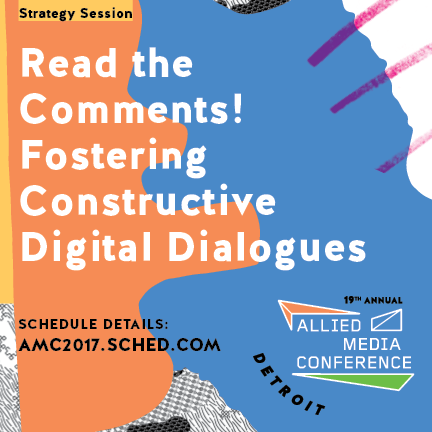 Strategy Session
Read the
Comments!
Fostering
Constructive
Digital Dialogues
SCHEDULE DETAILS:
AMC2017.SCHED.COM
19TH ANNUAL
ALLIED
MEDIA
CONFERENCE
DETROIT